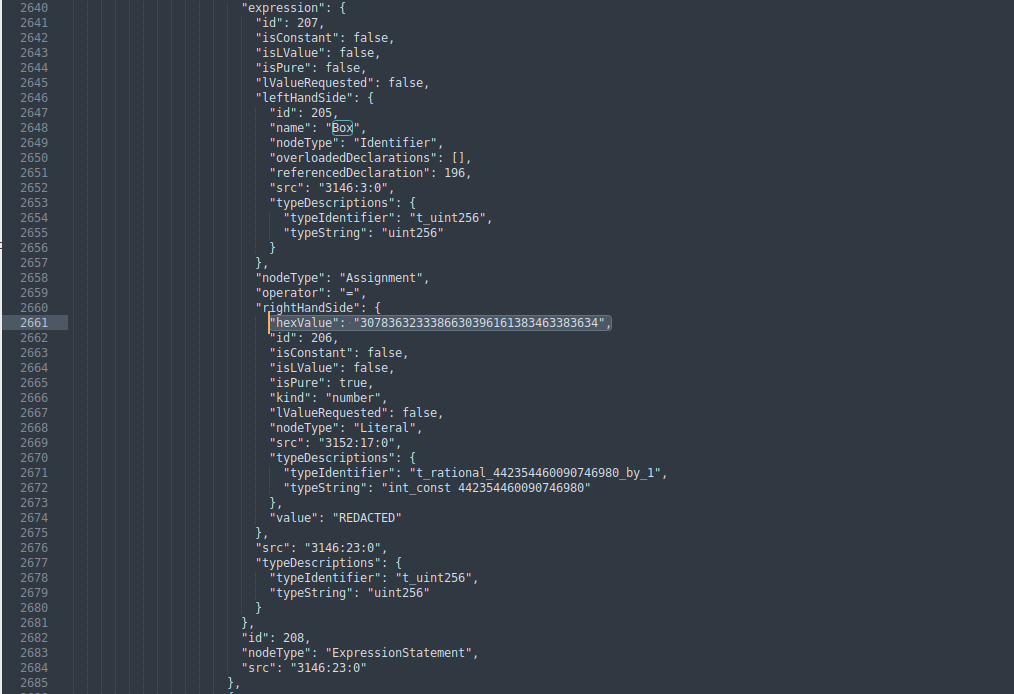 2640 "expression": {
2641 "id": 207,
2642 "isConstant": false,
2643 "isLValue": false,
2644 "isPure": false,
2645 "lValueRequested": false,
2646 "leftHandSide": {
2647 "id": 205,
2648 "name": "Box",
2649 "nodeType": "Identifier",
2650 "overloadedDeclarations": [],
2651 "referencedDeclaration": 196,
2652 "src": "3146:3:0",
2653 "typeDescriptions": {
2654 "typeIdentifier": "t_uint256",
2655 "typeString": "uint256"
2656 }
2657 },
2658 "nodeType": "Assignment",
2659 "operator": "=",
2660 "rightHandSide": {
2661 "hexValue": "3078363233386630396161383463383634",
2662 "id": 206,
2663 "isConstant": false,
2664 "isLValue": false,
2665 "isPure": true,
2666 "kind": "number",
2667 "lValueRequested": false,
2668 "nodeType": "Literal",
2669 "src": "3152:17:0",
2670 "typeDescriptions": {
2671 "typeIdentifier": "t_rational_442354460090746980_by_1",
2672 "typeString": "int_const 442354460090746980"
2673 },
2674 "value": "REDACTED"
2675 },
2676 "src": "3146:23:0",
2677 "typeDescriptions": {
2678 "typeIdentifier": "t_uint256",
2679 "typeString": "uint256"
2680 }
2681 },
2682 "id": 208,
2683 "nodeType": "ExpressionStatement",
2684 "src": "3146:23:0"
2685 },